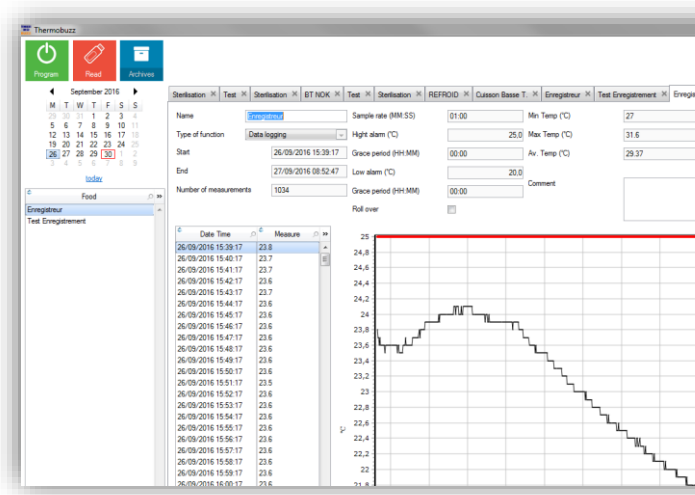 Thermobuzz
Program Read Archives
September 2016
M T W T F S S
29 30 31 1 2 3 4
5 6 7 8 9 10 11
12 13 14 15 16 17 18
19 20 21 22 23 24 25
26 27 28 29 30 1 2
3 4 5 6 7 8 9
today
Food
Enregistreur
Test Enregistrement
Sterilisation Test Sterilisation BT NOK Test Sterilisation REFROID Cuisson Basse T.. Enregistreur Test Enregistrement Enregis
Name Enregistreur Sample rate (MM:SS) 01:00 Min Temp (°C) 27
Type of function Data logging Hight alarm (°C) 25,0 Max Temp (°C) 31.6
Start 26/09/2016 15:39:17 Grace period (HH:MM) 00:00 Av. Temp (°C) 29.37
End 27/09/2016 08:52:47 Low alarm (°C) 20,0
Number of measurements 1034 Grace period (HH:MM) 00:00 Comment
Roll over
Date Time Measure
26/09/2016 15:39:17 23.8
26/09/2016 15:40:17 23.7
26/09/2016 15:41:17 23.7
26/09/2016 15:42:17 23.6
26/09/2016 15:43:17 23.7
26/09/2016 15:44:17 23.6
26/09/2016 15:45:17 23.6
26/09/2016 15:46:17 23.6
26/09/2016 15:47:17 23.6
26/09/2016 15:48:17 23.6
26/09/2016 15:49:17 23.6
26/09/2016 15:50:17 23.6
26/09/2016 15:51:17 23.5
26/09/2016 15:52:17 23.6
26/09/2016 15:53:17 23.6
26/09/2016 15:54:17 23.6
26/09/2016 15:55:17 23.6
26/09/2016 15:56:17 23.6
26/09/2016 15:57:17 23.6
26/09/2016 15:58:17 23.6
26/09/2016 15:59:17 23.6
26/09/2016 16:00:17 23.6
25
24,8
24,6
24,4
24,2
24
23,8
23,6
23,4
23,2
23
22,8
22,6
22,4
22,2
22
21,8
°C